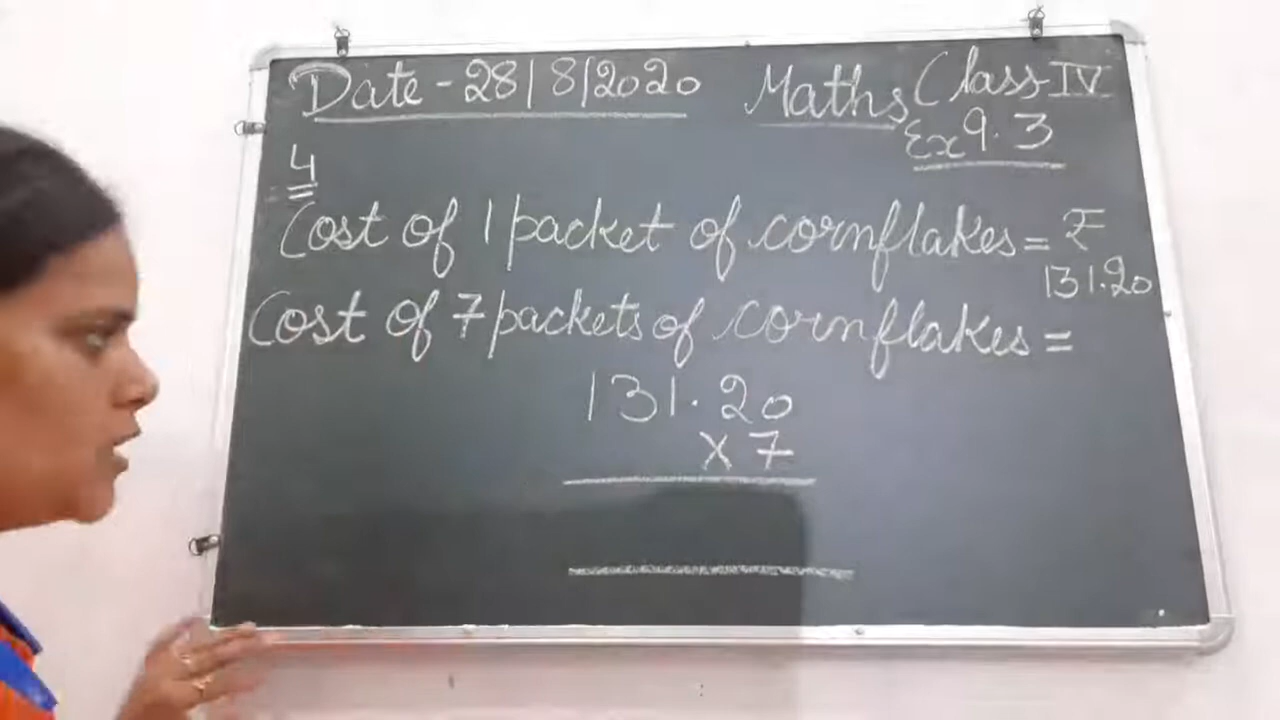 Date - 28/8/2020 Maths Class-IV
Ex 9.3
4
Cost of 1 packet of cornflakes = ₹
131.20
Cost of 7 packets of cornflakes =
131.20
x 7